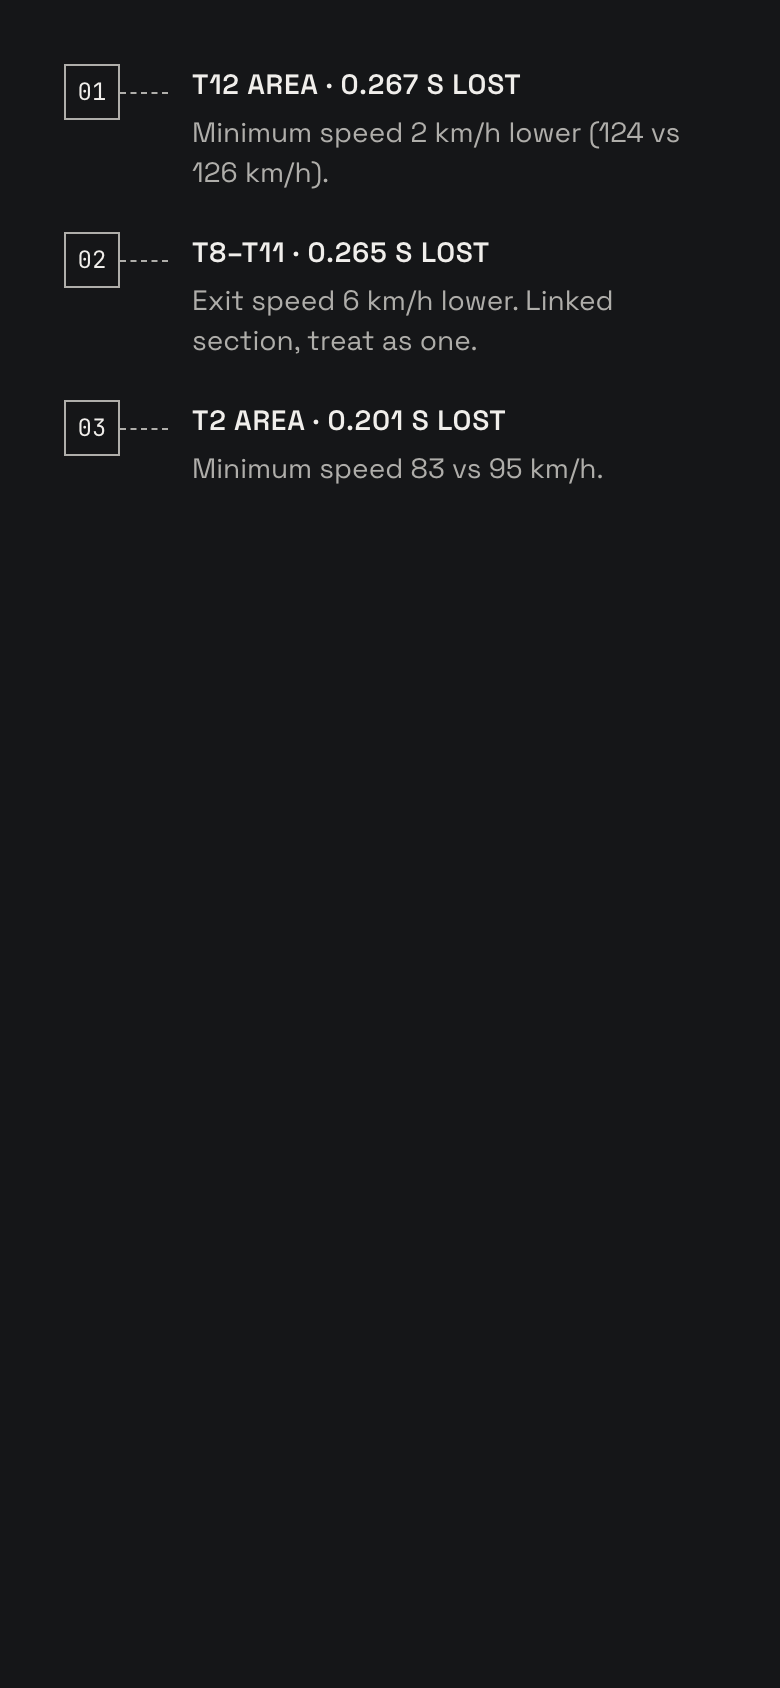 01
T12 AREA · 0.267 S LOST
Minimum speed 2 km/h lower (124 vs
126 km/h).
02
T8–T11 · 0.265 S LOST
Exit speed 6 km/h lower. Linked
section, treat as one.
03
T2 AREA · 0.201 S LOST
Minimum speed 83 vs 95 km/h.